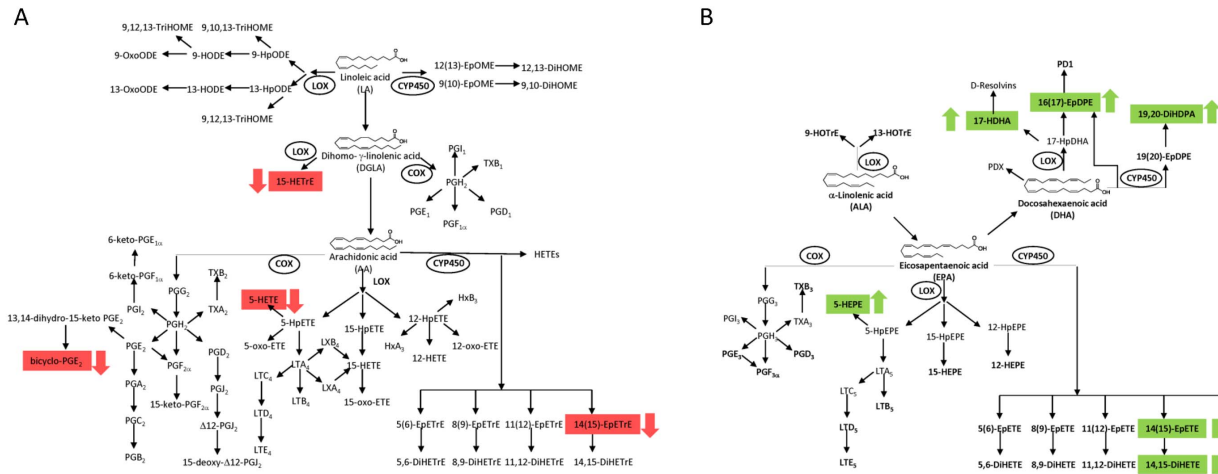 A
9,12,13-TriHOME 9,10,13-TriHOME
9-OxoODE 9-HODE 9-HpODE
13-OxoODE 13-HODE 13-HpODE
9,12,13-TriHOME
LOX
OH
O
Linoleic acid
(LA)
CYP450
12(13)-EpOME 12,13-DiHOME
9(10)-EpOME 9,10-DiHOME
LOX
15-HETrE
O
OH
Dihomo- γ-linolenic acid
(DGLA)
COX
PGI₁
TXB₁
PGH₂
PGE₁
PGF₁α
PGD₁
O
OH
Arachidonic acid
(AA)
COX
LOX
CYP450
HETEs
6-keto-PGE₁α
6-keto-PGF₁α
PGG₂
TXB₂
PGI₂
TXA₂
13,14-dihydro-15-keto PGE₂
PGH₂
bicyclo-PGE₂
PGE₂
PGF₂α
PGD₂
PGA₂
PGJ₂
15-keto-PGF₂α
PGC₂
Δ12-PGJ₂
PGB₂
15-deoxy-Δ12-PGJ₂
5-HETE
5-HpETE
5-oxo-ETE
LTA₄
LXB₄
LXA₄
LTC₄
LTB₄
LTD₄
LTE₄
15-HpETE
15-HETE
15-oxo-ETE
12-HpETE
HxB₃
HxA₃
12-oxo-ETE
12-HETE
5(6)-EpETrE 8(9)-EpETrE 11(12)-EpETrE 14(15)-EpETrE
5,6-DiHETrE 8,9-DiHETrE 11,12-DiHETrE 14,15-DiHETrE
B
PD1
D-Resolvins
16(17)-EpDPE
17-HDHA
19,20-DiHDPA
17-HpDHA
19(20)-EpDPE
LOX
CYP450
PDX
O
OH
Docosahexaenoic acid
(DHA)
9-HOTrE 13-HOTrE
LOX
O
OH
α-Linolenic acid
(ALA)
O
OH
Eicosapentaenoic acid
(EPA)
COX
LOX
CYP450
PGG₃
TXB₃
PGI₃
TXA₃
PGE₃
PGD₃
PGF₃α
5-HEPE
5-HpEPE
LTA₅
LTC₅
LTB₅
LTD₅
LTE₅
15-HpEPE
15-HEPE
12-HpEPE
12-HEPE
5(6)-EpETE 8(9)-EpETE 11(12)-EpETE 14(15)-EpETE
5,6-DiHETE 8,9-DiHETE 11,12-DiHETE 14,15-DiHETE